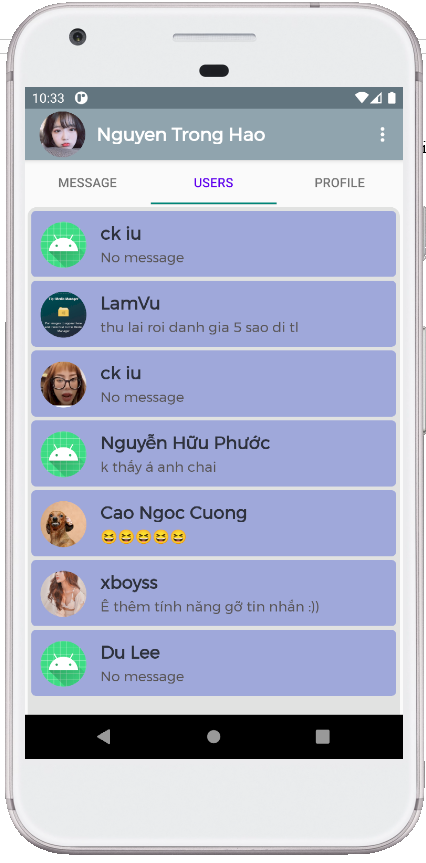 10:33
Nguyen Trong Hao
MESSAGE USERS PROFILE
ck iu
No message
LamVu
thu lai roi danh gia 5 sao di tl
ck iu
No message
Nguyễn Hữu Phước
k thấy á anh chai
Cao Ngoc Cuong
😆😆😆😆😆
xboyss
Ê thêm tính năng gỡ tin nhắn :))
Du Lee
No message